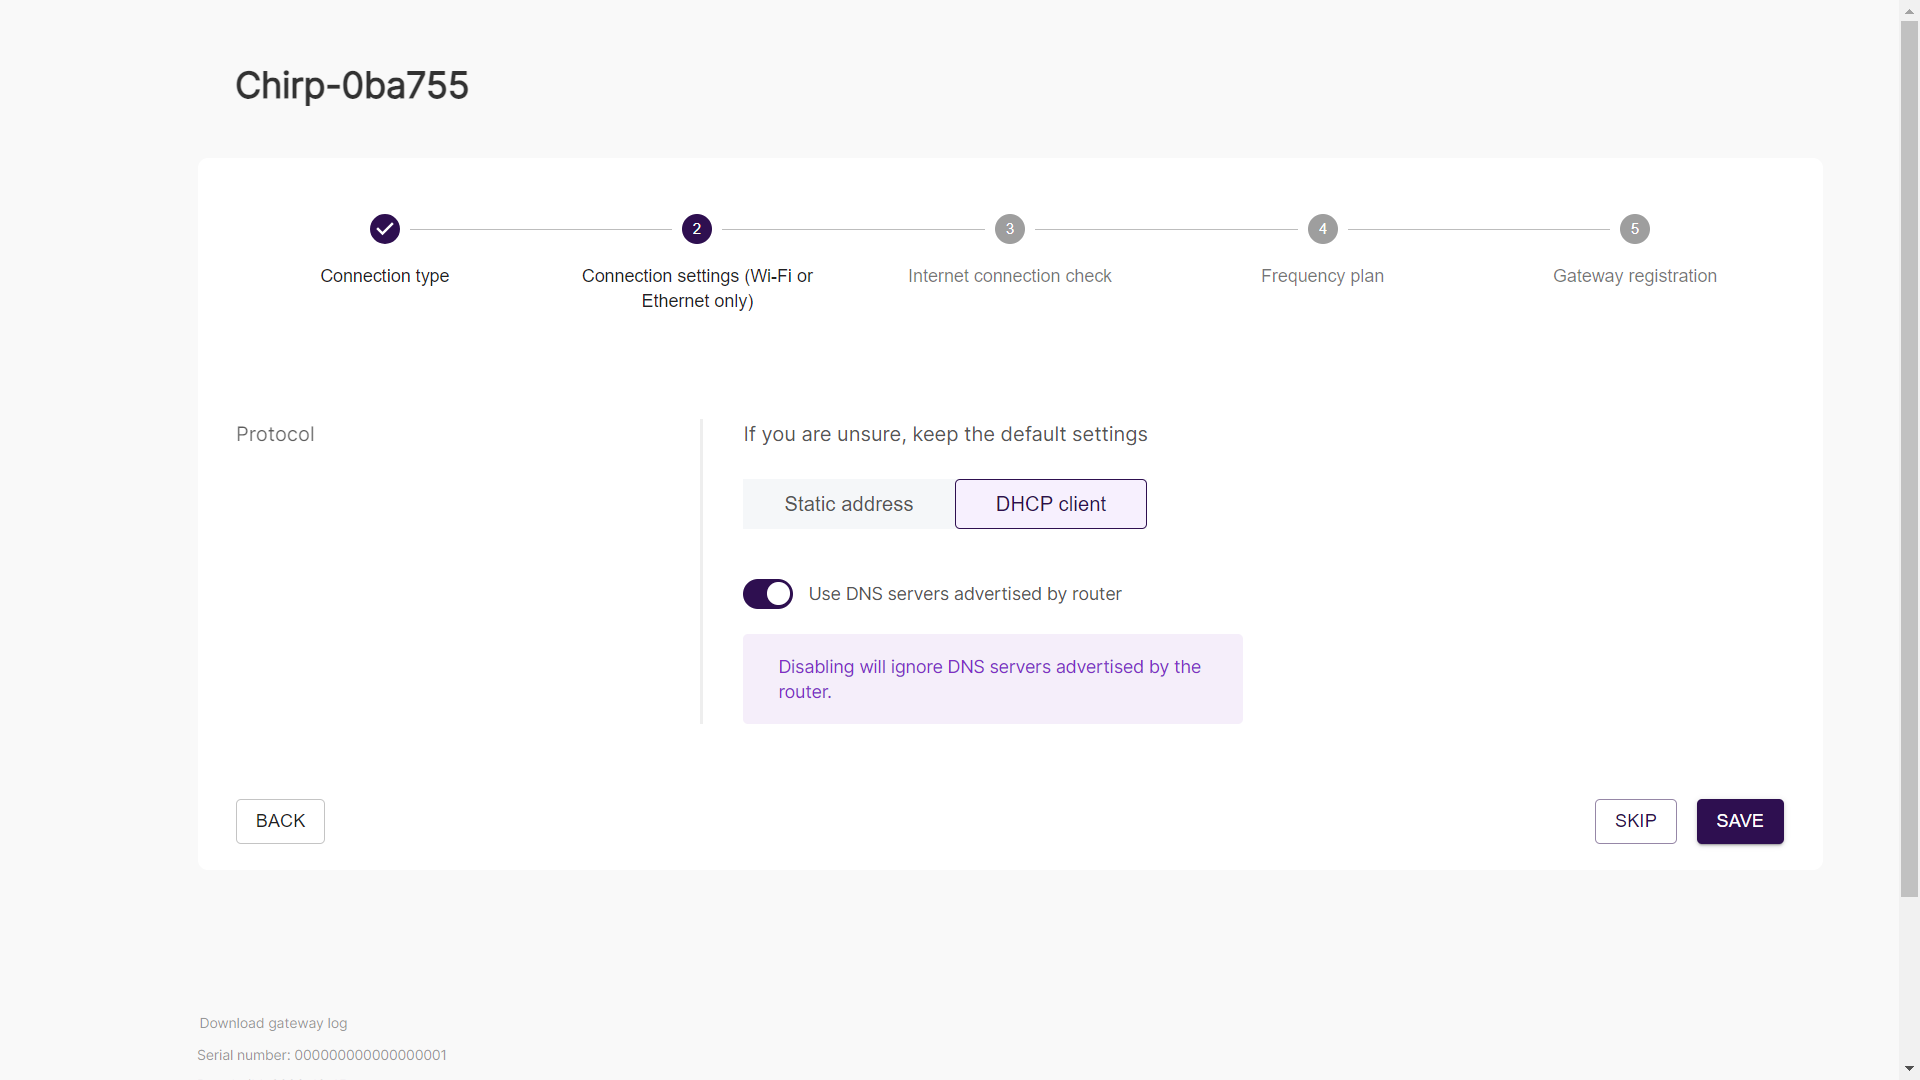 Chirp-0ba755
2
3
4
5
Connection type
Connection settings (Wi-Fi or
Ethernet only)
Internet connection check
Frequency plan
Gateway registration
Protocol
If you are unsure, keep the default settings
Static address
DHCP client
Use DNS servers advertised by router
Disabling will ignore DNS servers advertised by the
router.
BACK
SKIP
SAVE
Download gateway log
Serial number: 000000000000000001